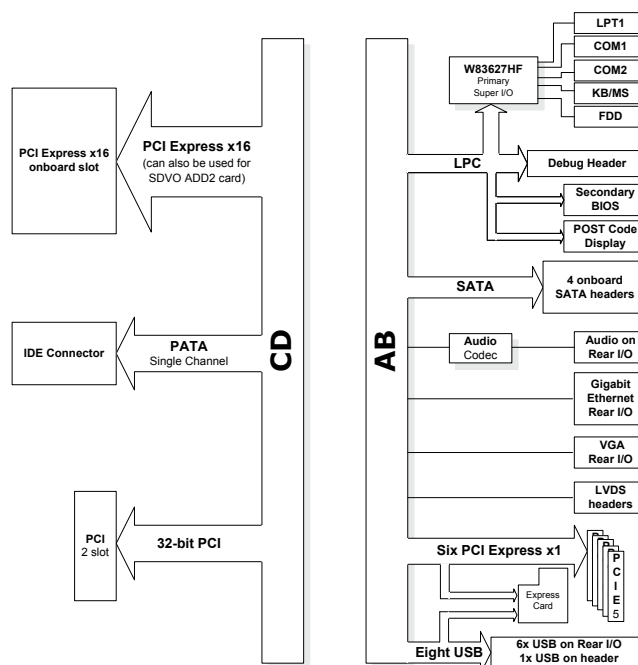 PCI Express x16
onboard slot
PCI Express x16
(can also be used for
SDVO ADD2 card)
IDE Connector
PATA
Single Channel
PCI
2 slot
32-bit PCI
CD
AB
W83627HF
Primary
Super I/O
LPT1
COM1
COM2
KB/MS
FDD
LPC
Debug Header
Secondary
BIOS
POST Code
Display
SATA
4 onboard
SATA headers
Audio
Codec
Audio on
Rear I/O
Gigabit
Ethernet
Rear I/O
VGA
Rear I/O
LVDS
headers
Six PCI Express x1
P
C
I
E
5
Express
Card
Eight USB
6x USB on Rear I/O
1x USB on header